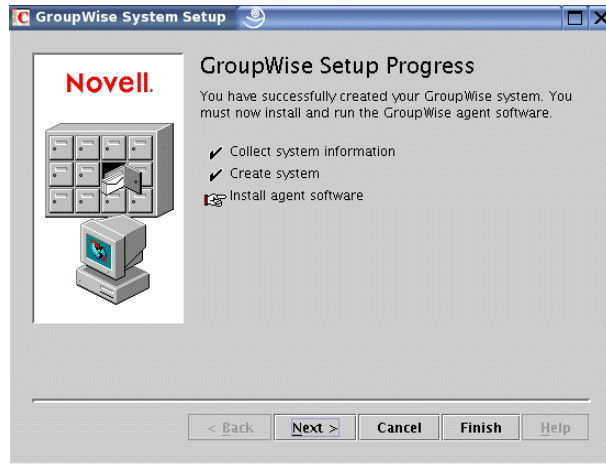 GroupWise System Setup
Novell.
GroupWise Setup Progress
You have successfully created your GroupWise system. You
must now install and run the GroupWise agent software.
Collect system information
Create system
Install agent software
< Back
Next >
Cancel
Finish
Help